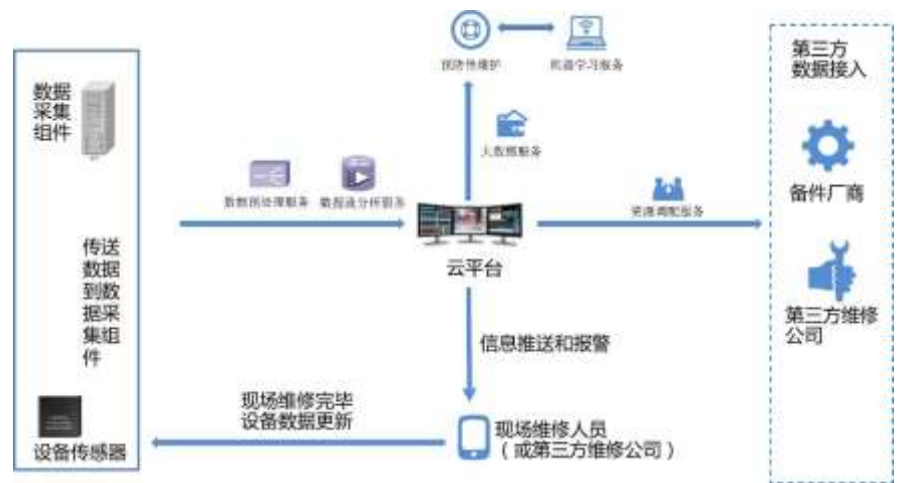 数据
采集
组件
传送
数据
到数
据采
集组
件
设备传感器
数据预处理服务
数据流分析服务
预防性维护
机器学习服务
大数据服务
云平台
资源调配服务
信息推送和报警
现场维修完毕
设备数据更新
现场维修人员
（或第三方维修公司）
第三方
数据接入
备件厂商
第三方维修
公司